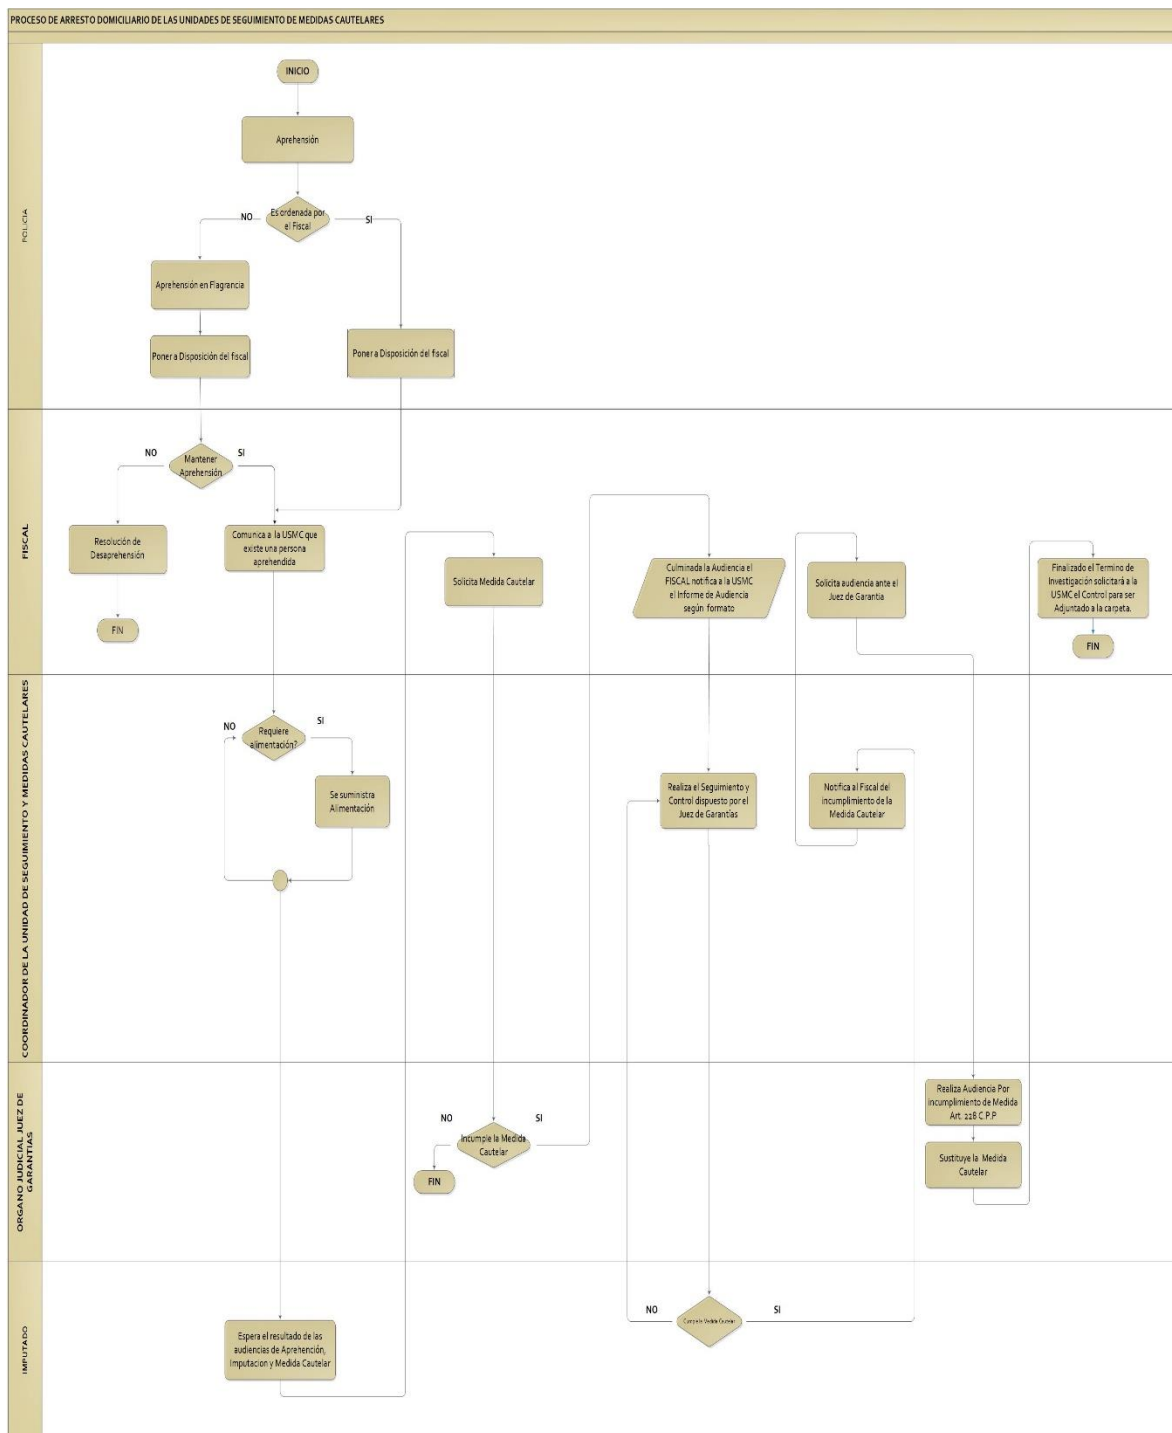 PROCESO DE ARRESTO DOMICILIARIO DE LAS UNIDADES DE SEGUIMIENTO DE MEDIDAS CAUTELARES
POLICIA
INICIO
Aprehensión
Es ordenada por
el Fiscal
NO
SI
Aprehensión en Flagrancia
Poner a Disposición del fiscal
Poner a Disposición del fiscal
FISCAL
Mantener
Aprehensión
NO
SI
Resolución de
Desaprehensión
FIN
Comunica a la USMC que
existe una persona
aprehendida
Solicita Medida Cautelar
Culminada la Audiencia el
FISCAL notifica a la USMC
el Informe de Audiencia
según formato
Solicita audiencia ante el
Juez de Garantia
Finalizado el Termino de
Investigación solicitará a la
USMC el Control para ser
Adjuntado a la carpeta.
FIN
COORDINADOR DE LA UNIDAD DE SEGUIMIENTO Y MEDIDAS CAUTELARES
NO
Requiere
alimentación?
SI
Se suministra
Alimentación
Realiza el Seguimiento y
Control dispuesto por el
Juez de Garantías
Notifica al Fiscal del
incumplimiento de la
Medida Cautelar
ORGANO JUDICIAL JUEZ DE
GARANTIAS
NO
Incumple la Medida
Cautelar
SI
FIN
Realiza Audiencia Por
incumplimiento de Medida
Art. 228 C.P.P
Sustituye la Medida
Cautelar
IMPUTADO
Espera el resultado de las
audiencias de Aprehención,
Imputacion y Medida Cautelar
NO
Cumple la Medida Cautelar
SI